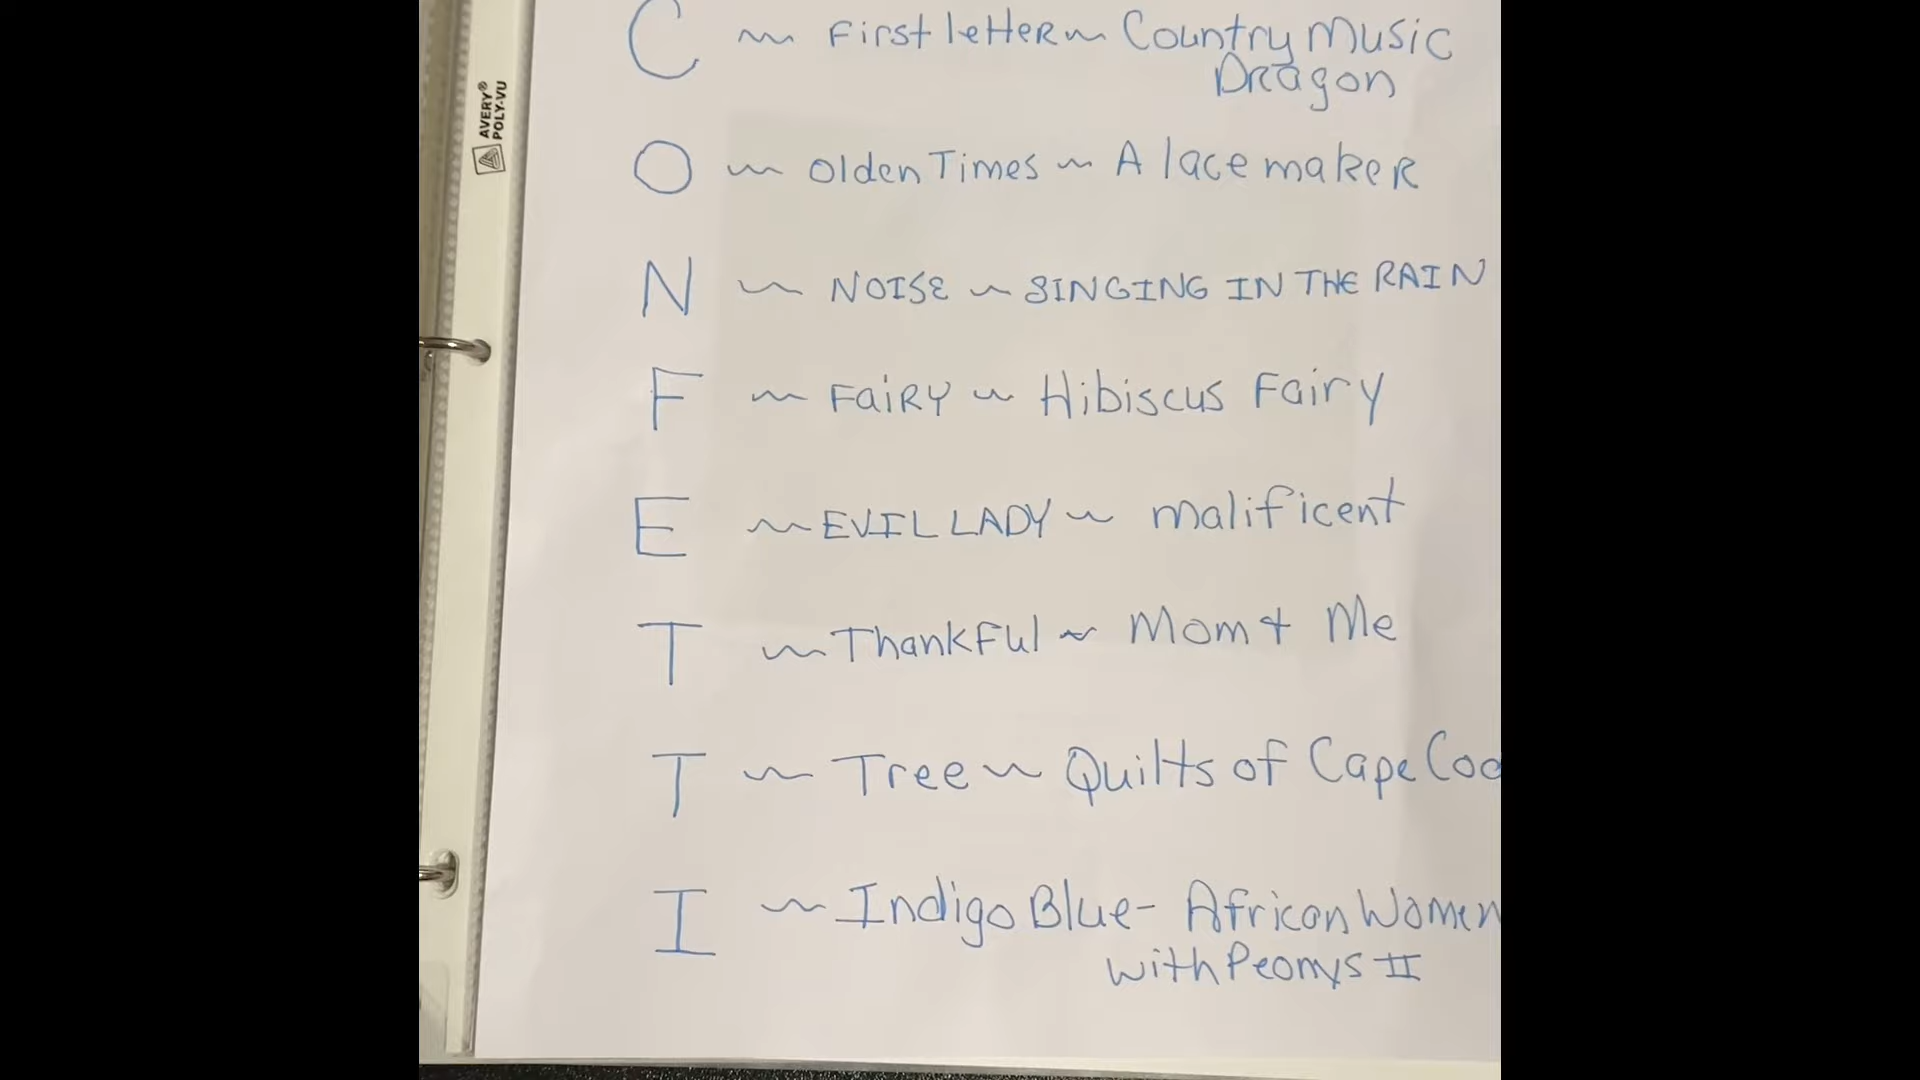 AVERY®
POLY-VU
C ~ First letter ~ Country Music
Dragon
O ~ Olden Times ~ A lace maker
N ~ NOISE ~ SINGING IN THE RAIN
F ~ FAiRY ~ Hibiscus Fairy
E ~ EVIL LADY ~ malificent
T ~ Thankful ~ Mom & Me
T ~ Tree ~ Quilts of Cape Cod
I ~ Indigo Blue - African Women
with Peonys II